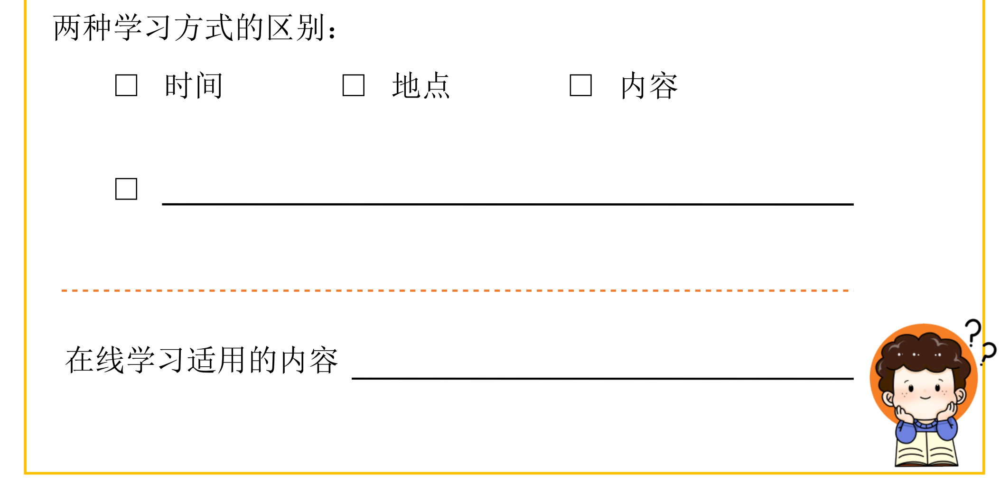 两种学习方式的区别：
□ 时间 □ 地点 □ 内容
□
在线学习适用的内容
??